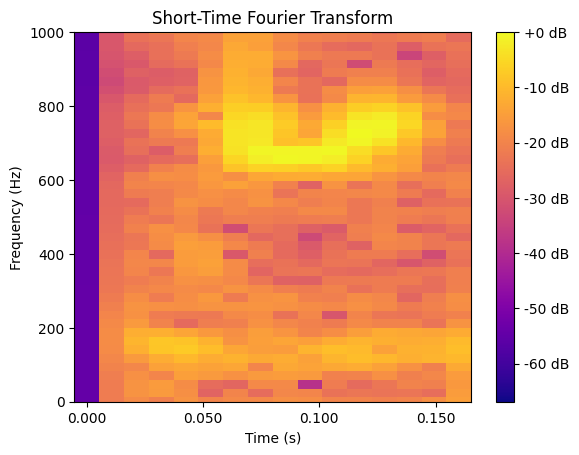 Short-Time Fourier Transform
1000
800
600
400
200
0
Frequency (Hz)
0.000
0.050
0.100
0.150
Time (s)
+0 dB
-10 dB
-20 dB
-30 dB
-40 dB
-50 dB
-60 dB